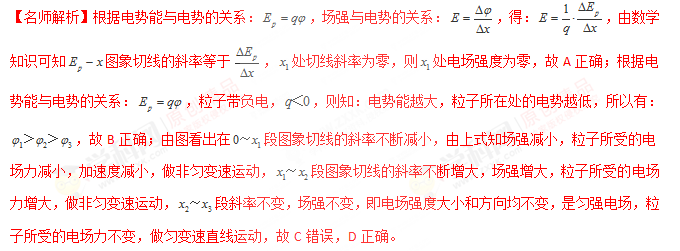 【名师解析】根据电势能与电势的关系：$E_p=q\varphi$，场强与电势的关系：$E=\frac{\Delta\varphi}{\Delta x}$，得：$E=\frac{1}{q}\cdot\frac{\Delta E_p}{\Delta x}$，由数学
知识可知 $E_p-x$ 图象切线的斜率等于 $\frac{\Delta E_p}{\Delta x}$，$x_1$ 处切线斜率为零，则 $x_1$ 处电场强度为零，故 A 正确；根据电
势能与电势的关系：$E_p=q\varphi$，粒子带负电，$q<0$，则知：电势能越大，粒子所在处的电势越低，所以有：
$\varphi_1>\varphi_2>\varphi_3$，故 B 正确；由图看出在 $0\sim x_1$ 段图象切线的斜率不断减小，由上式知场强减小，粒子所受的电
场力减小，加速度减小，做非匀变速运动，$x_1\sim x_2$ 段图象切线的斜率不断增大，场强增大，粒子所受的电场
力增大，做非匀变速运动，$x_2\sim x_3$ 段斜率不变，场强不变，即电场强度大小和方向均不变，是匀强电场，粒
子所受的电场力不变，做匀变速直线运动，故 C 错误，D 正确。